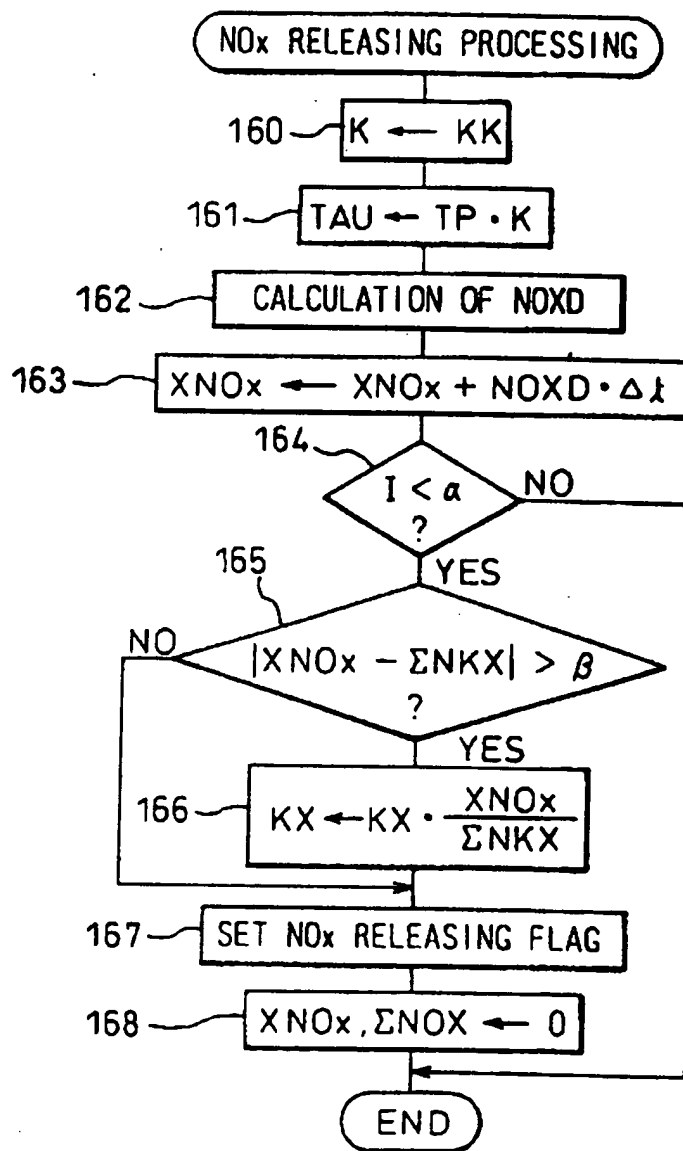 NOx RELEASING PROCESSING
160
K ← KK
161
TAU ← TP · K
162
CALCULATION OF NOXD
163
XNOx ← XNOx + NOXD · Δt
164
I < α
?
NO
YES
165
NO
|XNOx - ΣNKX| > β
?
YES
166
KX ← KX · XNOx / ΣNKX
167
SET NOx RELEASING FLAG
168
XNOx, ΣNOX ← 0
END